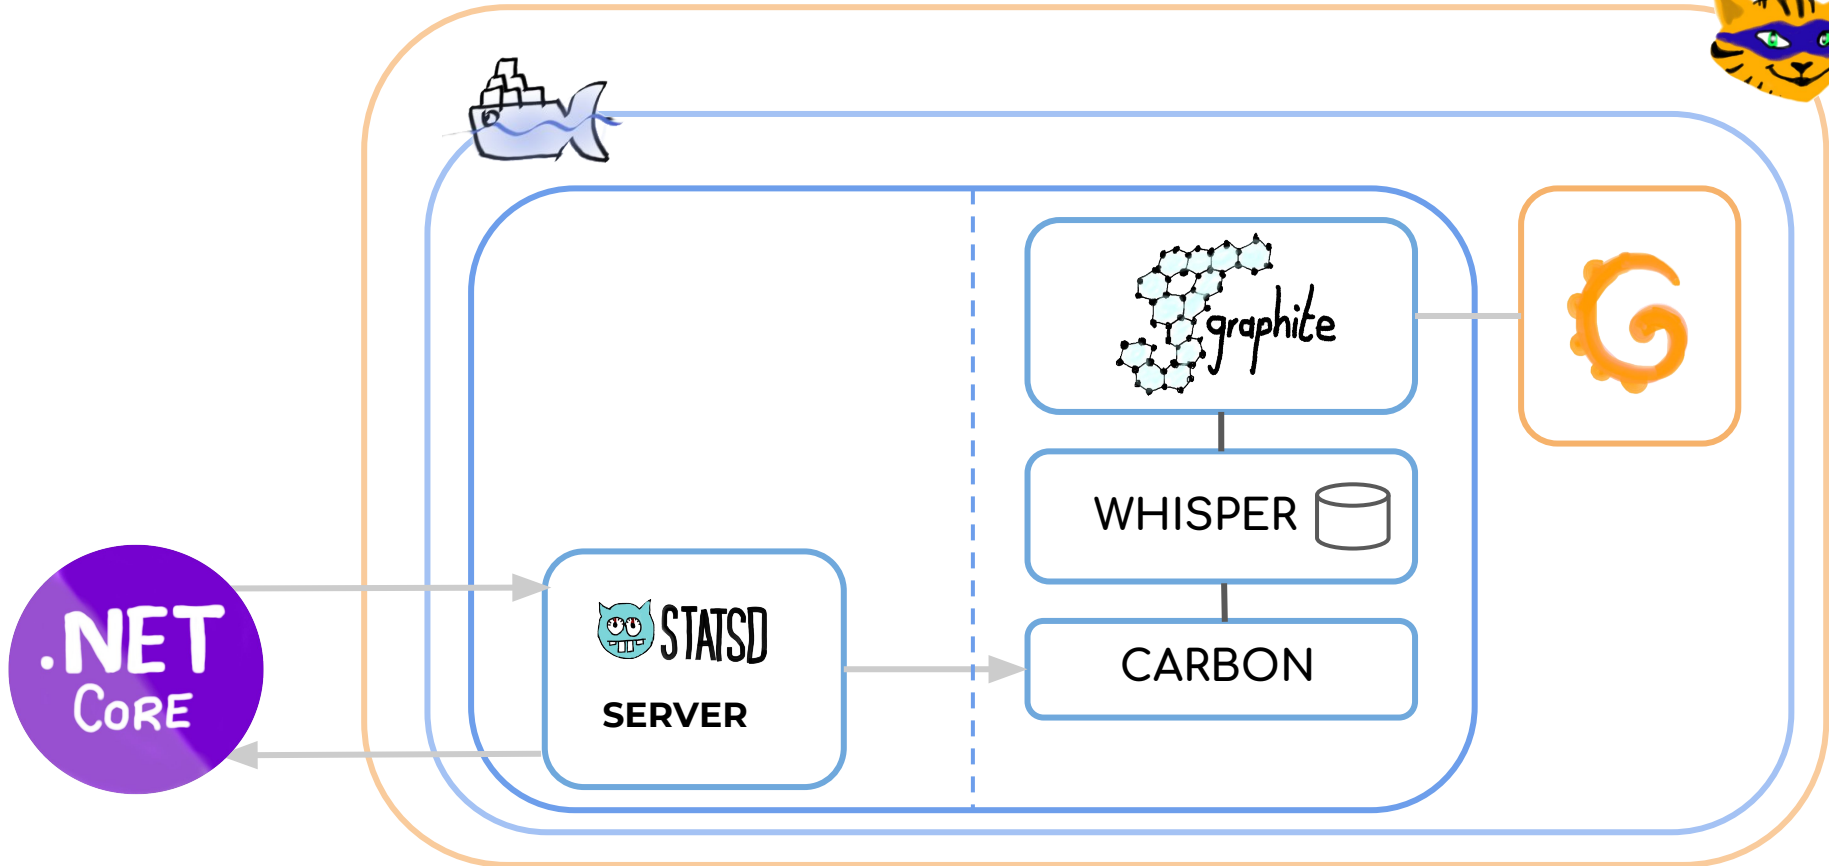 graphite
WHISPER
.NET
CORE
STATSD
SERVER
CARBON